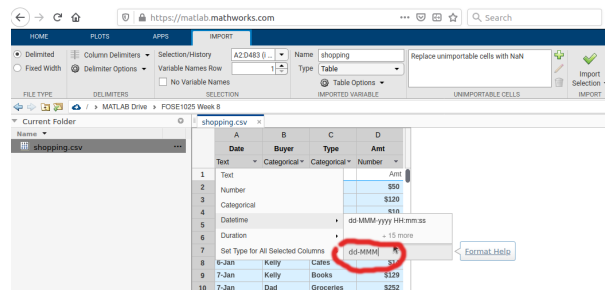 https://matlab.mathworks.com
Search
HOME PLOTS APPS IMPORT
Delimited
Fixed Width
Column Delimiters
Delimiter Options
Selection/History A2:D483 (i ...
Variable Names Row 1
No Variable Names
Name shopping
Type Table
Table Options
Replace unimportable cells with NaN
Import
Selection
FILE TYPE DELIMITERS SELECTION IMPORTED VARIABLE UNIMPORTABLE CELLS IMPORT
/ > MATLAB Drive > FOSE1025 Week 8
Current Folder
Name
shopping.csv
shopping.csv ×
A B C D
Date Buyer Type Amt
Text Categorical Categorical Number
1 Amt
2 $50
3 $120
4 $10
5
6
7
8 6-Jan Kelly Cafes
9 7-Jan Kelly Books $129
10 7-Jan Dad Groceries $252
Text
Number
Categorical
Datetime
Duration
Set Type for All Selected Columns
dd-MMM-yyyy HH:mm:ss
+ 15 more
dd-MMM
Format Help